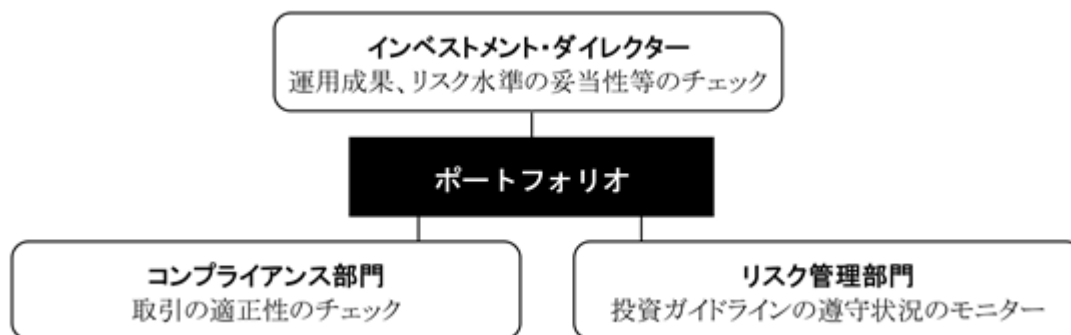 インベストメント・ダイレクター
運用成果、リスク水準の妥当性等のチェック
ポートフォリオ
コンプライアンス部門
取引の適正性のチェック
リスク管理部門
投資ガイドラインの遵守状況のモニター